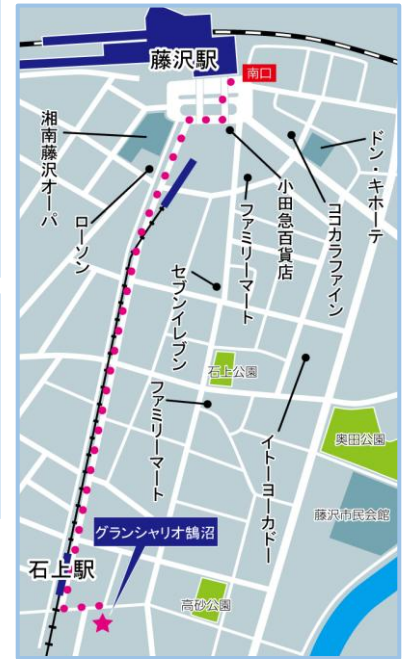 藤沢駅
南口
湘南藤沢オーパ
ローソン
ドン・キホーテ
ココカラファイン
小田急百貨店
ファミリーマート
セブンイレブン
石上公園
ファミリーマート
イトーヨーカドー
奥田公園
藤沢市民会館
グランシャリオ鵠沼
石上駅
高砂公園